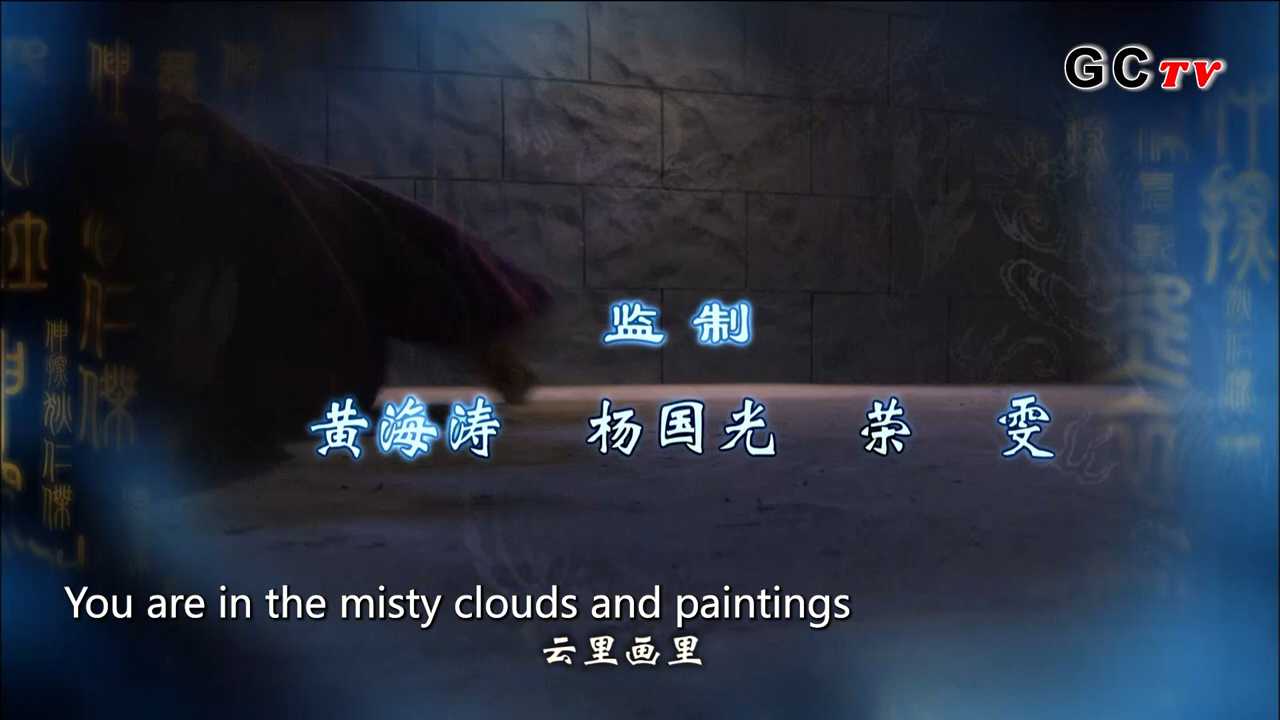 GCTV
监制
黄海涛 杨国光 荣雯
You are in the misty clouds and paintings
云里画里